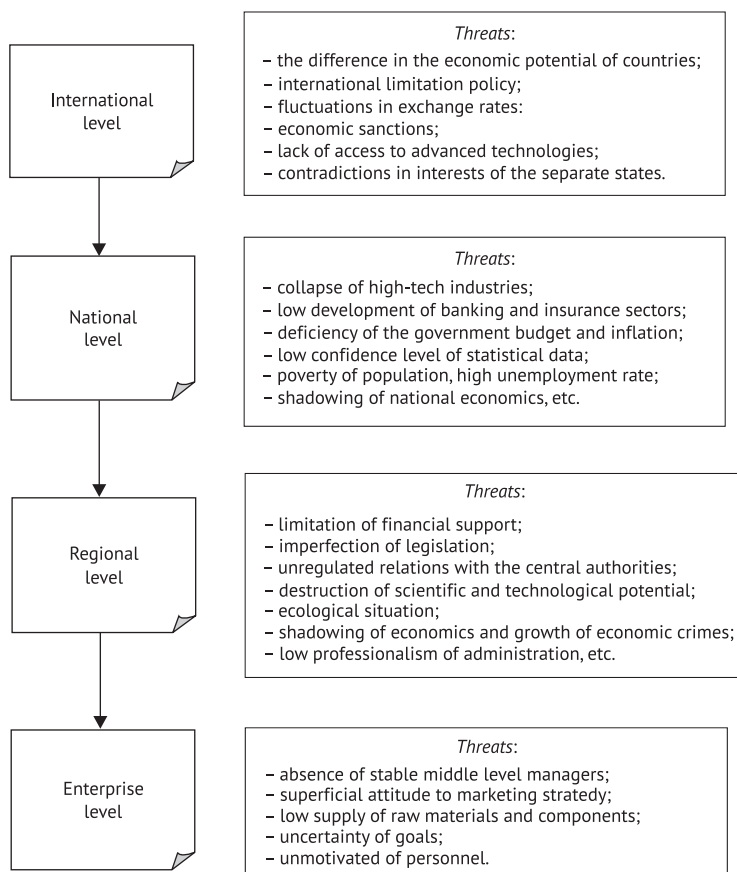 International
level
Threats:
– the difference in the economic potential of countries;
– international limitation policy;
– fluctuations in exchange rates:
– economic sanctions;
– lack of access to advanced technologies;
– contradictions in interests of the separate states.
National
level
Threats:
– collapse of high-tech industries;
– low development of banking and insurance sectors;
– deficiency of the government budget and inflation;
– low confidence level of statistical data;
– poverty of population, high unemployment rate;
– shadowing of national economics, etc.
Regional
level
Threats:
– limitation of financial support;
– imperfection of legislation;
– unregulated relations with the central authorities;
– destruction of scientific and technological potential;
– ecological situation;
– shadowing of economics and growth of economic crimes;
– low professionalism of administration, etc.
Enterprise
level
Threats:
– absence of stable middle level managers;
– superficial attitude to marketing stratedy;
– low supply of raw materials and components;
– uncertainty of goals;
– unmotivated of personnel.